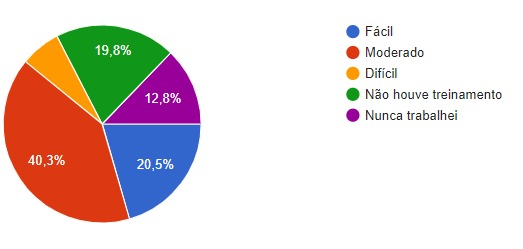 19,8%
12,8%
40,3%
20,5%
Fácil
Moderado
Difícil
Não houve treinamento
Nunca trabalhei